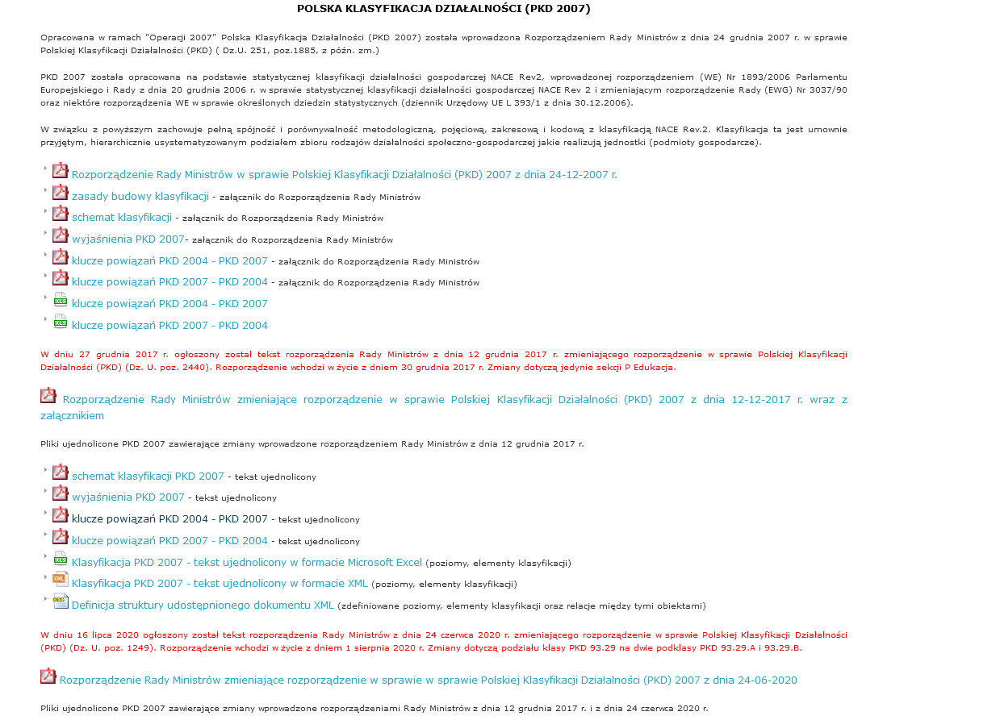 POLSKA KLASYFIKACJA DZIAŁALNOŚCI (PKD 2007)
Opracowana w ramach "Operacji 2007" Polska Klasyfikacja Działalności (PKD 2007) została wprowadzona Rozporządzeniem Rady Ministrów z dnia 24 grudnia 2007 r. w sprawie
Polskiej Klasyfikacji Działalności (PKD) ( Dz.U. 251, poz.1885, z późn. zm.)
PKD 2007 została opracowana na podstawie statystycznej klasyfikacji działalności gospodarczej NACE Rev2, wprowadzonej rozporządzeniem (WE) Nr 1893/2006 Parlamentu
Europejskiego i Rady z dnia 20 grudnia 2006 r. w sprawie statystycznej klasyfikacji działalności gospodarczej NACE Rev 2 i zmieniającym rozporządzenie Rady (EWG) Nr 3037/90
oraz niektóre rozporządzenia WE w sprawie określonych dziedzin statystycznych (dziennik Urzędowy UE L 393/1 z dnia 30.12.2006).
W związku z powyższym zachowuje pełną spójność i porównywalność metodologiczną, pojęciową, zakresową i kodową z klasyfikacją NACE Rev.2. Klasyfikacja ta jest umownie
przyjętym, hierarchicznie usystematyzowanym podziałem zbioru rodzajów działalności społeczno-gospodarczej jakie realizują jednostki (podmioty gospodarcze).
Rozporządzenie Rady Ministrów w sprawie Polskiej Klasyfikacji Działalności (PKD) 2007 z dnia 24-12-2007 r.
zasady budowy klasyfikacji - załącznik do Rozporządzenia Rady Ministrów
schemat klasyfikacji - załącznik do Rozporządzenia Rady Ministrów
wyjaśnienia PKD 2007- załącznik do Rozporządzenia Rady Ministrów
klucze powiązań PKD 2004 - PKD 2007 - załącznik do Rozporządzenia Rady Ministrów
klucze powiązań PKD 2007 - PKD 2004 - załącznik do Rozporządzenia Rady Ministrów
XLS klucze powiązań PKD 2004 - PKD 2007
XLS klucze powiązań PKD 2007 - PKD 2004
W dniu 27 grudnia 2017 r. ogłoszony został tekst rozporządzenia Rady Ministrów z dnia 12 grudnia 2017 r. zmieniającego rozporządzenie w sprawie Polskiej Klasyfikacji
Działalności (PKD) (Dz. U. poz. 2440). Rozporządzenie wchodzi w życie z dniem 30 grudnia 2017 r. Zmiany dotyczą jedynie sekcji P Edukacja.
Rozporządzenie Rady Ministrów zmieniające rozporządzenie w sprawie Polskiej Klasyfikacji Działalności (PKD) 2007 z dnia 12-12-2017 r. wraz z
załącznikiem
Pliki ujednolicone PKD 2007 zawierające zmiany wprowadzone rozporządzeniem Rady Ministrów z dnia 12 grudnia 2017 r.
schemat klasyfikacji PKD 2007 - tekst ujednolicony
wyjaśnienia PKD 2007 - tekst ujednolicony
klucze powiązań PKD 2004 - PKD 2007 - tekst ujednolicony
klucze powiązań PKD 2007 - PKD 2004 - tekst ujednolicony
XLS Klasyfikacja PKD 2007 - tekst ujednolicony w formacie Microsoft Excel (poziomy, elementy klasyfikacji)
XML Klasyfikacja PKD 2007 - tekst ujednolicony w formacie XML (poziomy, elementy klasyfikacji)
Definicja struktury udostępnionego dokumentu XML (zdefiniowane poziomy, elementy klasyfikacji oraz relacje między tymi obiektami)
W dniu 16 lipca 2020 ogłoszony został tekst rozporządzenia Rady Ministrów z dnia 24 czerwca 2020 r. zmieniającego rozporządzenie w sprawie Polskiej Klasyfikacji Działalności
(PKD) (Dz. U. poz. 1249). Rozporządzenie wchodzi w życie z dniem 1 sierpnia 2020 r. Zmiany dotyczą podziału klasy PKD 93.29 na dwie podklasy PKD 93.29.A i 93.29.B.
Rozporządzenie Rady Ministrów zmieniające rozporządzenie w sprawie w sprawie Polskiej Klasyfikacji Działalności (PKD) 2007 z dnia 24-06-2020
Pliki ujednolicone PKD 2007 zawierające zmiany wprowadzone rozporządzeniami Rady Ministrów z dnia 12 grudnia 2017 r. i z dnia 24 czerwca 2020 r.